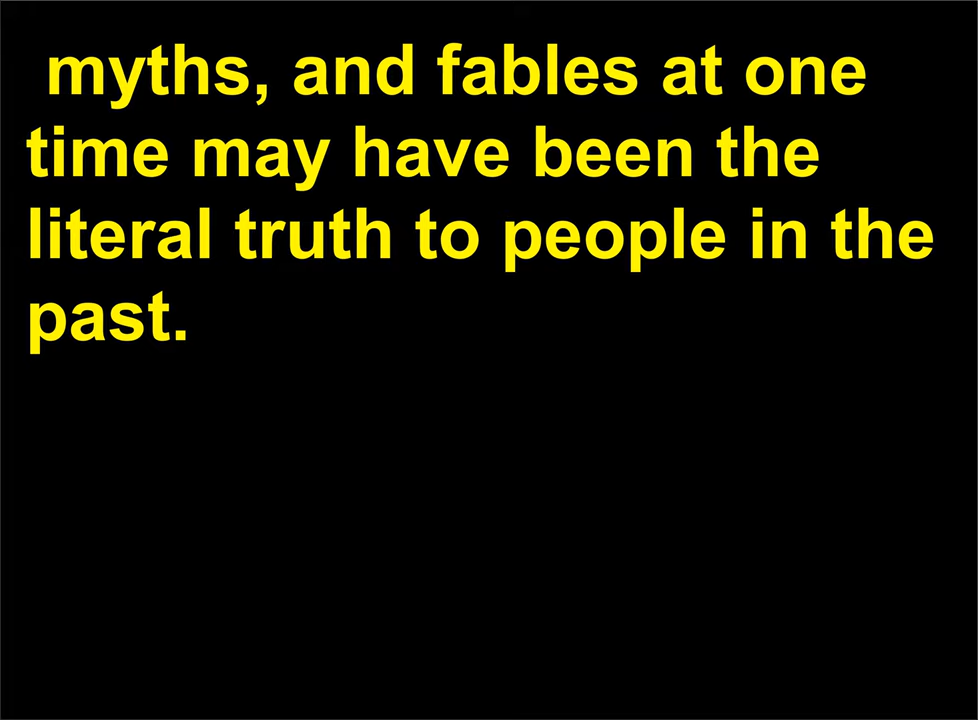 myths, and fables at one
time may have been the
literal truth to people in the
past.